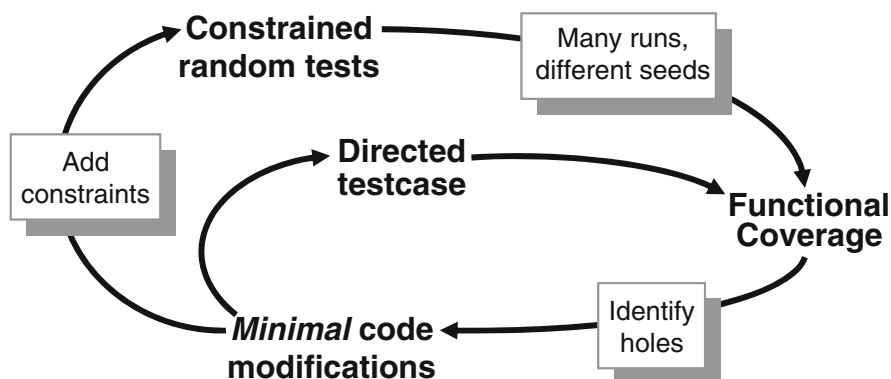 Constrained
random tests
Many runs,
different seeds
Add
constraints
Directed
testcase
Functional
Coverage
Identify
holes
Minimal code
modifications